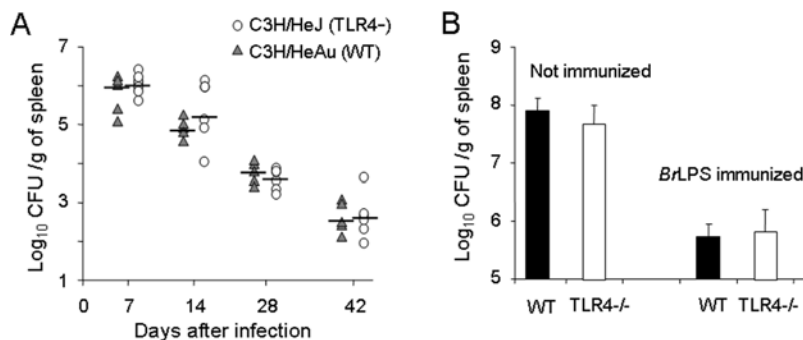 A
C3H/HeJ (TLR4-)
C3H/HeAu (WT)
Log10 CFU /g of spleen
7
5
3
1
0 7 14 28 42
Days after infection
B
Log10 CFU /g of spleen
9
8
7
6
5
Not immunized
BrLPS immunized
WT TLR4-/- WT TLR4-/-